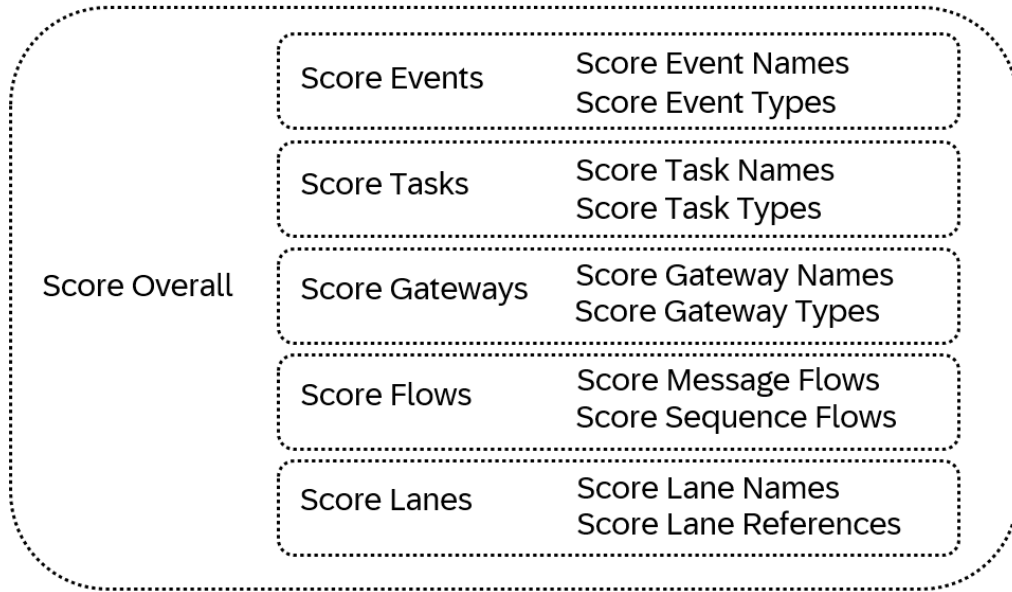 Score Overall
Score Events
Score Event Names
Score Event Types
Score Tasks
Score Task Names
Score Task Types
Score Gateways
Score Gateway Names
Score Gateway Types
Score Flows
Score Message Flows
Score Sequence Flows
Score Lanes
Score Lane Names
Score Lane References